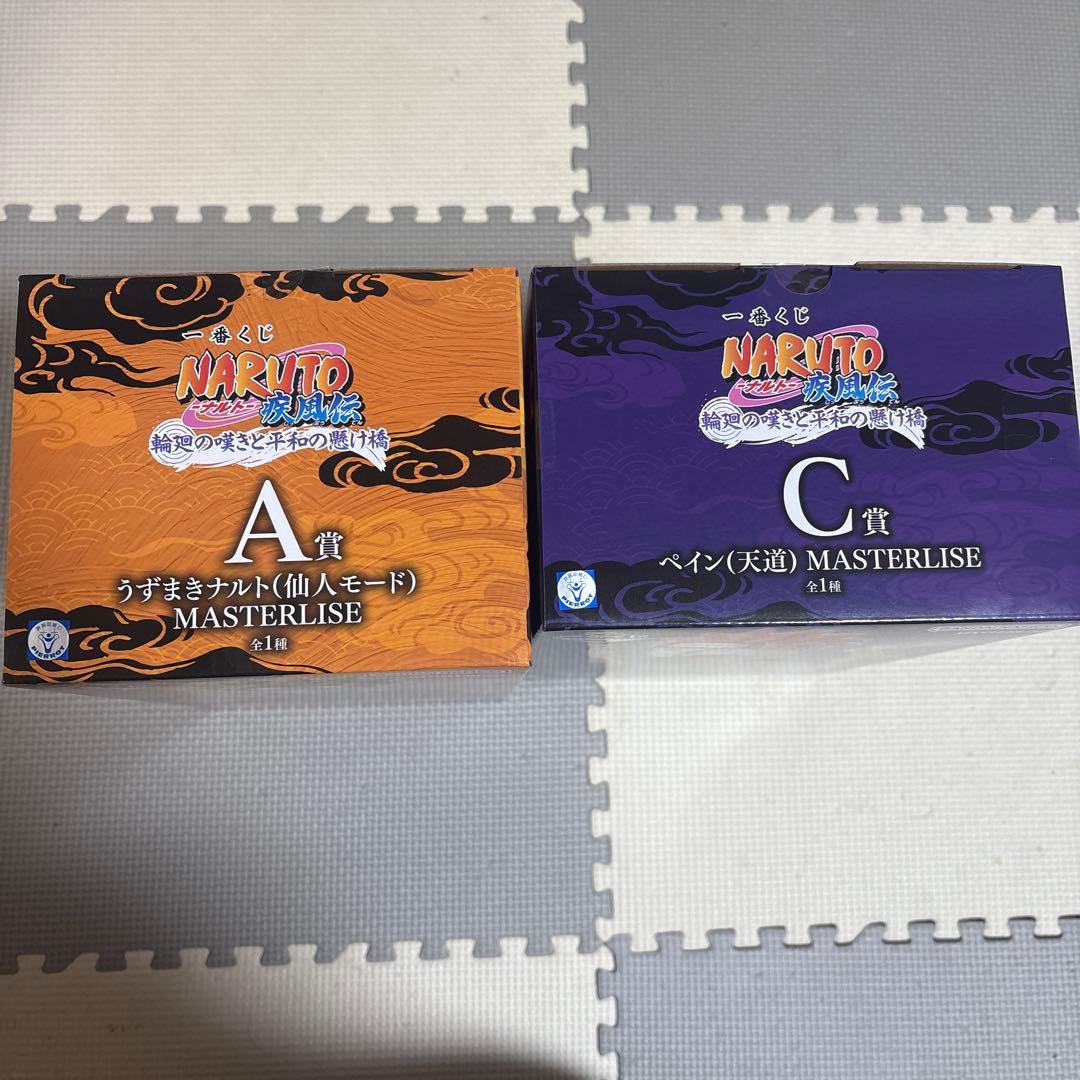 一番くじ
NARUTO
-ナルト-
疾風伝
輪廻の嘆きと平和の懸け橋
A賞
うずまきナルト(仙人モード)
MASTERLISE
全1種
PIERROT
一番くじ
NARUTO
-ナルト-
疾風伝
輪廻の嘆きと平和の懸け橋
C賞
ペイン(天道) MASTERLISE
全1種
PIERROT